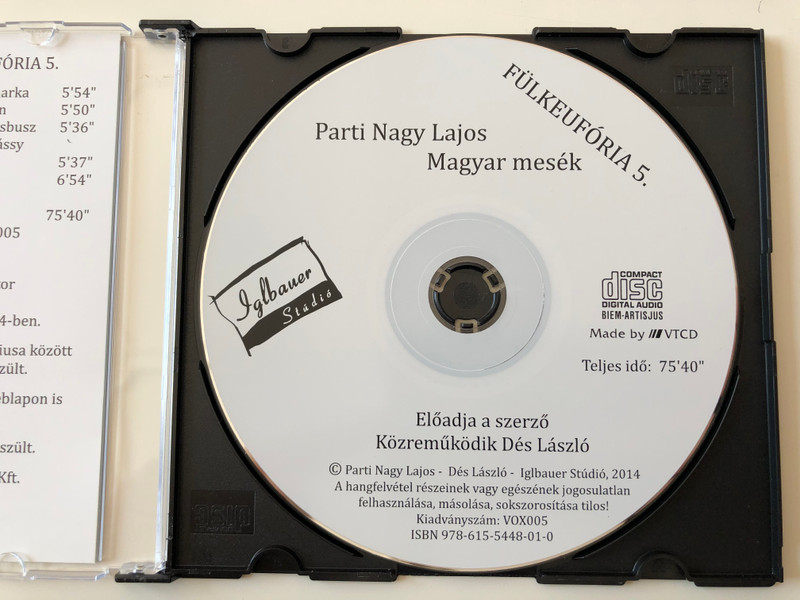 FÓRIA 5.
arka 5'54"
n 5'50"
sbusz 5'36"
ássy
5'37"
6'54"
75'40"
005
or
4-ben.
iusa között
zült.
eblapon is
szült.
Kft.
FÜLKEUFÓRIA 5.
Parti Nagy Lajos
Magyar mesék
Iglbauer
Stúdió
COMPACT
disc
DIGITAL AUDIO
BIEM-ARTISJUS
Made by VTCD
Teljes idő: 75'40"
Előadja a szerző
Közreműködik Dés László
© Parti Nagy Lajos - Dés László - Iglbauer Stúdió, 2014
A hangfelvétel részeinek vagy egészének jogosulatlan
felhasználása, másolása, sokszorosítása tilos!
Kiadványszám: VOX005
ISBN 978-615-5448-01-0
disc